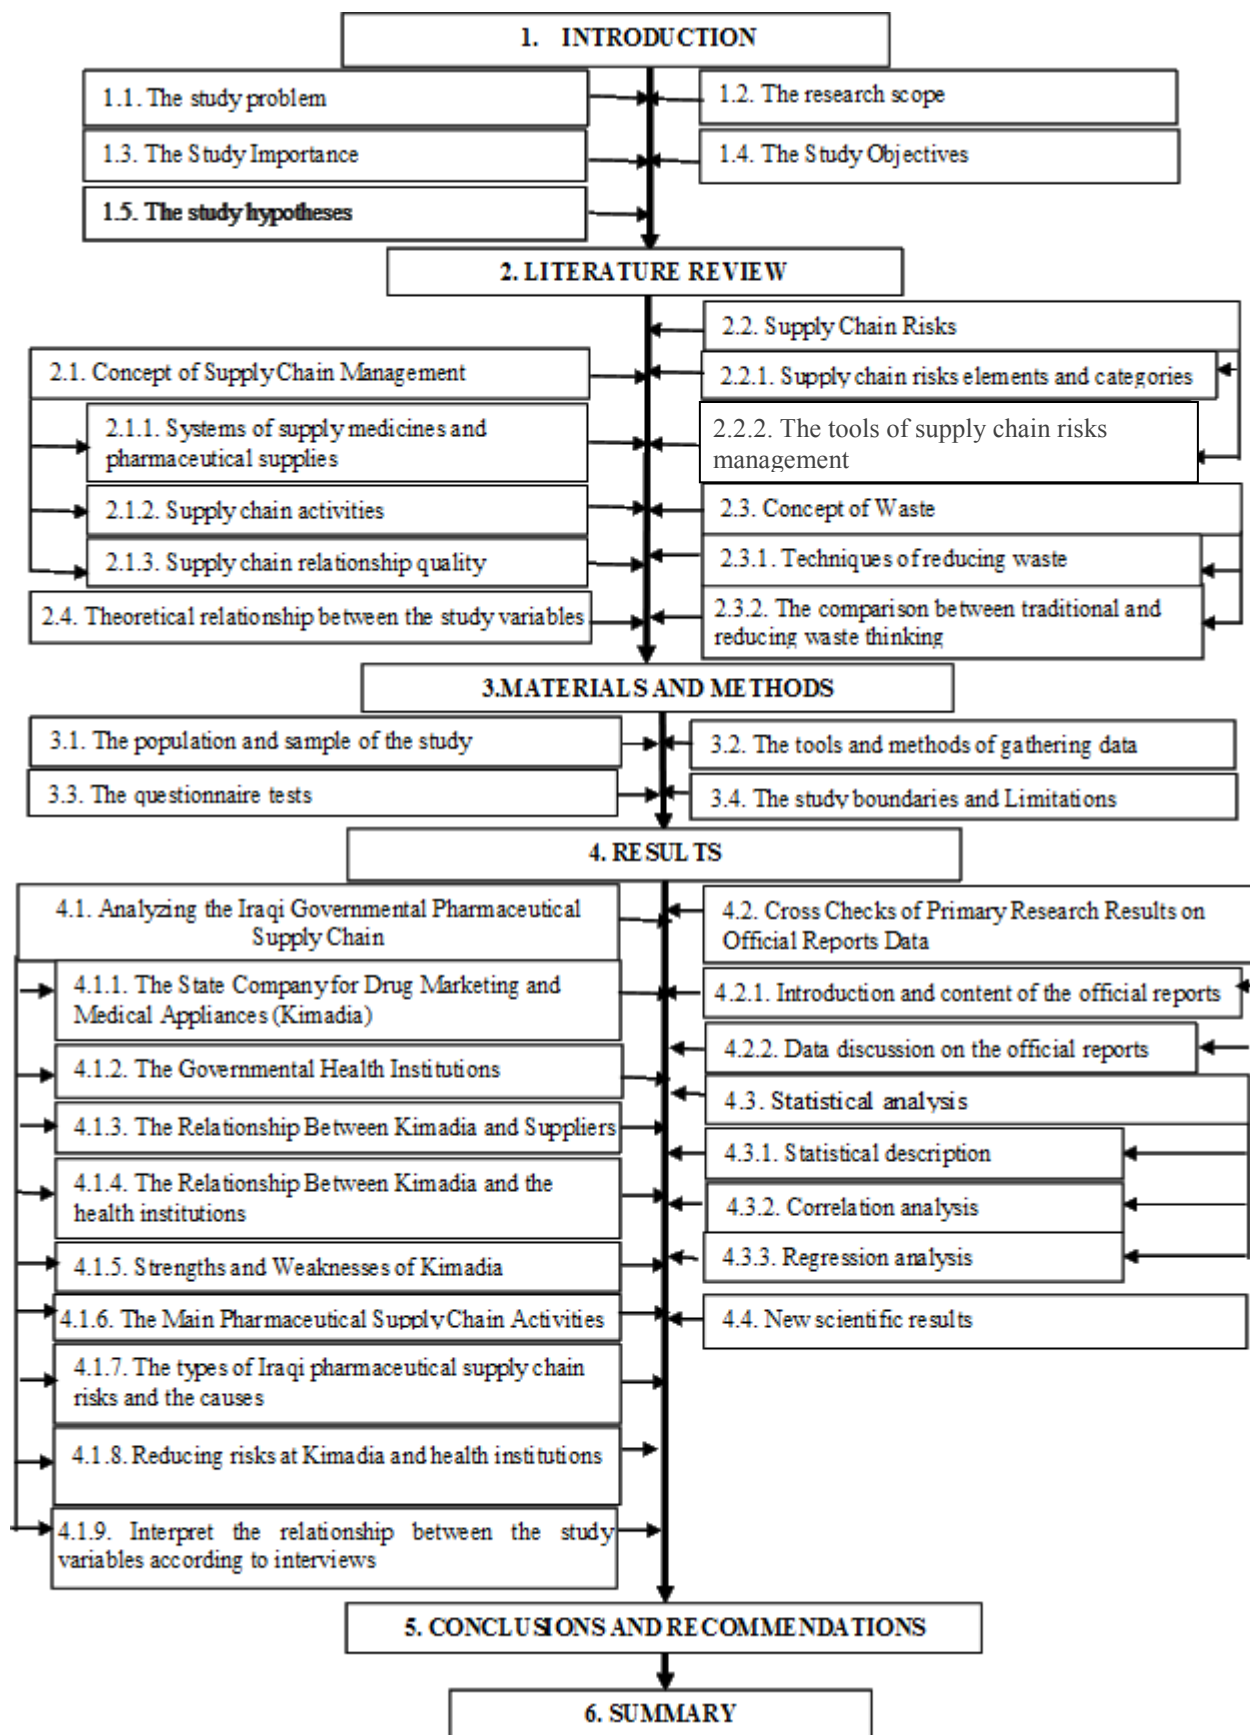 1. INTRODUCTION
1.1. The study problem
1.2. The research scope
1.3. The Study Importance
1.4. The Study Objectives
1.5. The study hypotheses
2. LITERATURE REVIEW
2.2. Supply Chain Risks
2.1. Concept of Supply Chain Management
2.2.1. Supply chain risks elements and categories
2.1.1. Systems of supply medicines and
pharmaceutical supplies
2.2.2. The tools of supply chain risks
management
2.1.2. Supply chain activities
2.3. Concept of Waste
2.1.3. Supply chain relationship quality
2.3.1. Techniques of reducing waste
2.4. Theoretical relationship between the study variables
2.3.2. The comparison between traditional and
reducing waste thinking
3.MATERIALS AND METHODS
3.1. The population and sample of the study
3.2. The tools and methods of gathering data
3.3. The questionnaire tests
3.4. The study boundaries and Limitations
4. RESULTS
4.1. Analyzing the Iraqi Governmental Pharmaceutical
Supply Chain
4.2. Cross Checks of Primary Research Results on
Official Reports Data
4.1.1. The State Company for Drug Marketing and
Medical Appliances (Kimadia)
4.2.1. Introduction and content of the official reports
4.1.2. The Governmental Health Institutions
4.2.2. Data discussion on the official reports
4.1.3. The Relationship Between Kimadia and Suppliers
4.3. Statistical analysis
4.3.1. Statistical description
4.1.4. The Relationship Between Kimadia and the
health institutions
4.3.2. Correlation analysis
4.1.5. Strengths and Weaknesses of Kimadia
4.3.3. Regression analysis
4.1.6. The Main Pharmaceutical Supply Chain Activities
4.4. New scientific results
4.1.7. The types of Iraqi pharmaceutical supply chain
risks and the causes
4.1.8. Reducing risks at Kimadia and health institutions
4.1.9. Interpret the relationship between the study
variables according to interviews
5. CONCLUSIONS AND RECOMMENDATIONS
6. SUMMARY